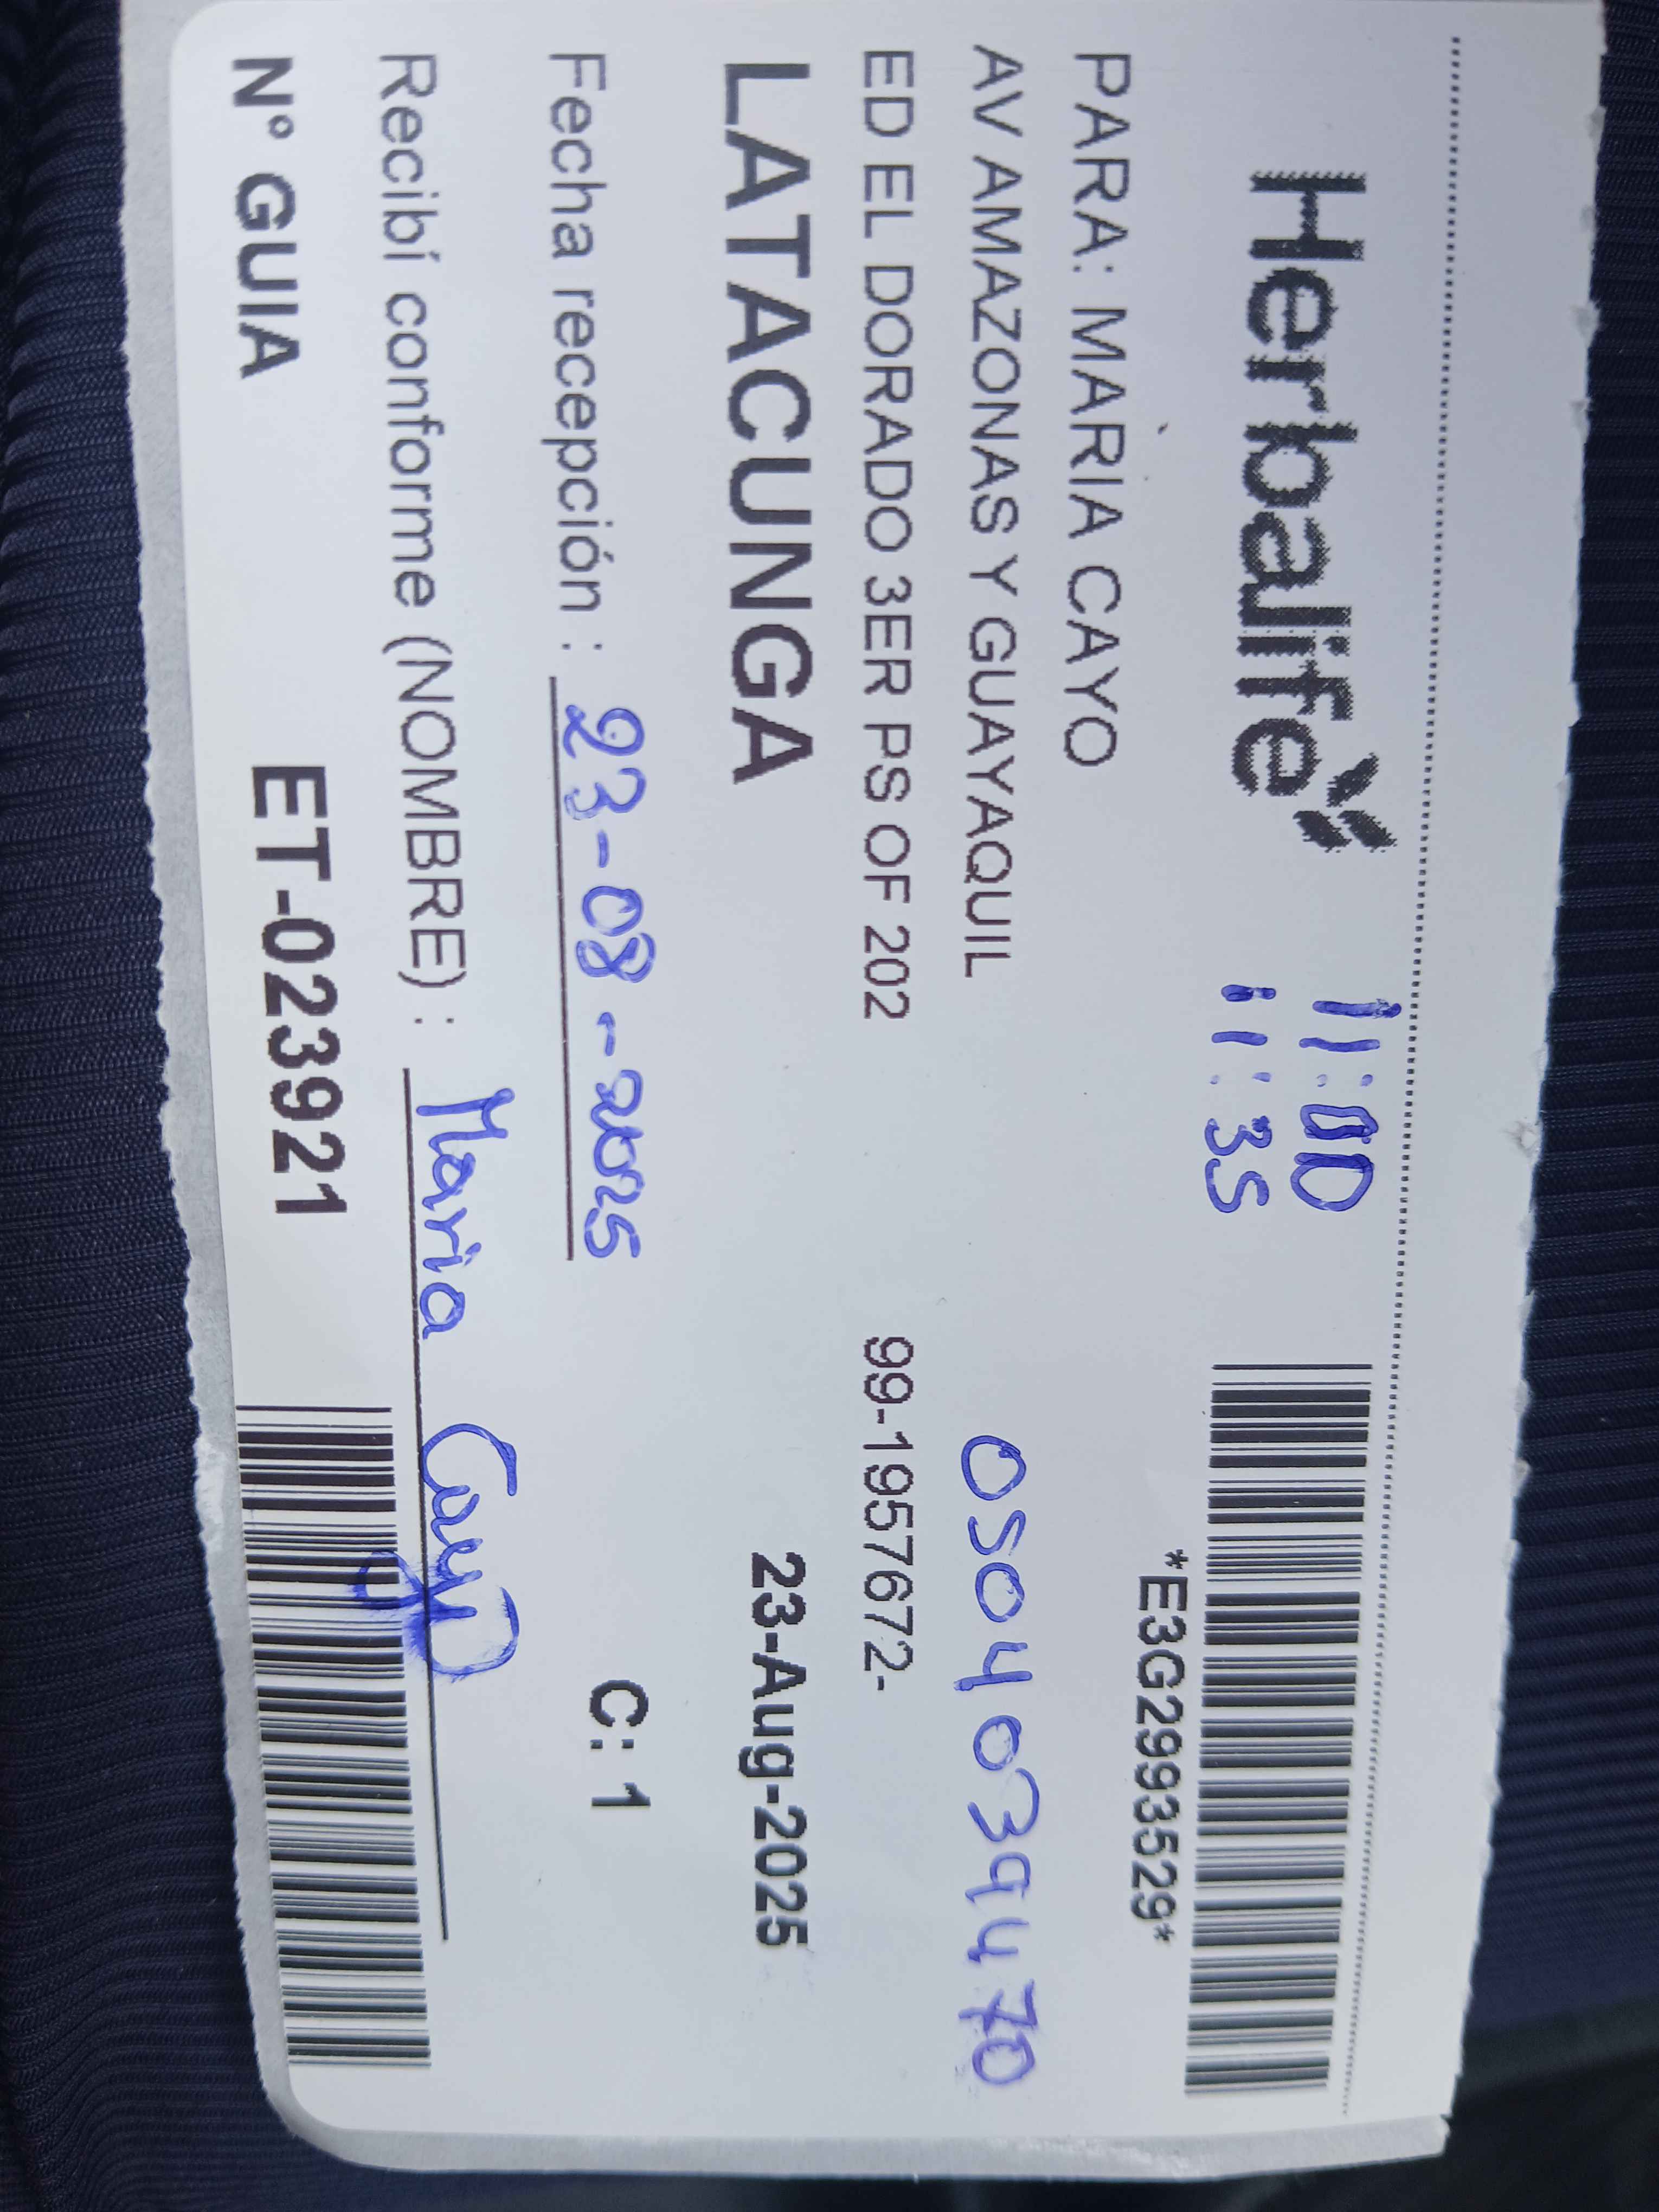 Herbalife
11:00
11:35
*E3G2993529*
PARA: MARIA CAYO
AV AMAZONAS Y GUAYAQUIL
0504039470
ED EL DORADO 3ER PS OF 202
99-1957672-
LATACUNGA
23-Aug-2025
Fecha recepción : 23-08-2025
C: 1
Recibí conforme (NOMBRE) : Maria Cayo
N° GUIA
ET-023921